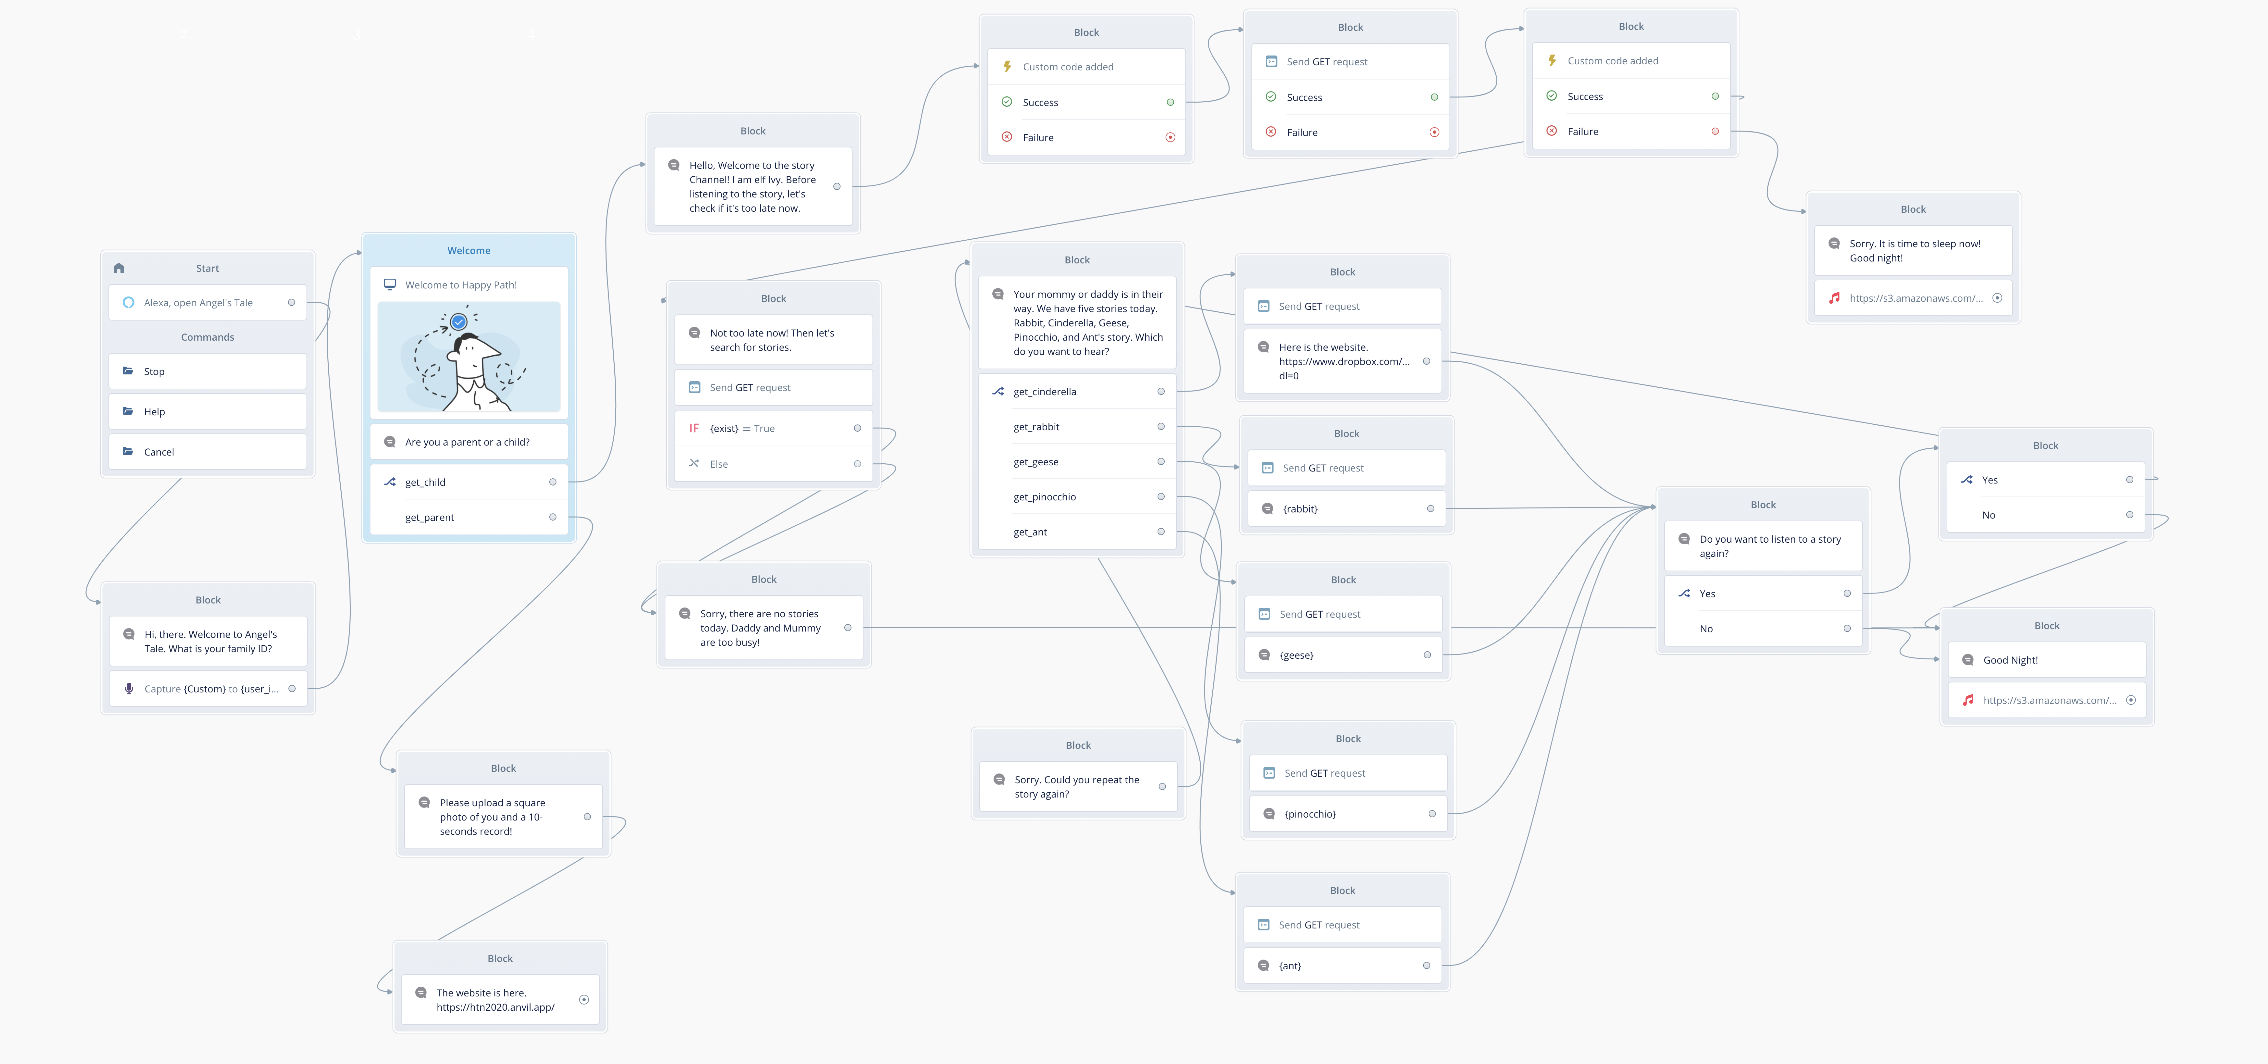 Start
Alexa, open Angel's Tale
Commands
Stop
Help
Cancel
Block
Hi, there. Welcome to Angel's
Tale. What is your family ID?
Capture {Custom} to {user_i...
Welcome
Welcome to Happy Path!
Are you a parent or a child?
get_child
get_parent
Block
Please upload a square
photo of you and a 10-
seconds record!
Block
The website is here.
https://htn2020.anvil.app/
Block
Hello, Welcome to the story
Channel! I am elf Ivy. Before
listening to the story, let's
check if it's too late now.
Block
Custom code added
Success
Failure
Block
Send GET request
Success
Failure
Block
Custom code added
Success
Failure
Block
Sorry. It is time to sleep now!
Good night!
https://s3.amazonaws.com/...
Block
Not too late now! Then let's
search for stories.
Send GET request
IF {exist} = True
Else
Block
Sorry, there are no stories
today. Daddy and Mummy
are too busy!
Block
Your mommy or daddy is in their
way. We have five stories today.
Rabbit, Cinderella, Geese,
Pinocchio, and Ant's story. Which
do you want to hear?
get_cinderella
get_rabbit
get_geese
get_pinocchio
get_ant
Block
Sorry. Could you repeat the
story again?
Block
Send GET request
Here is the website.
https://www.dropbox.com/...
dl=0
Block
Send GET request
{rabbit}
Block
Send GET request
{geese}
Block
Send GET request
{pinocchio}
Block
Send GET request
{ant}
Block
Do you want to listen to a story
again?
Yes
No
Block
Yes
No
Block
Good Night!
https://s3.amazonaws.com/...